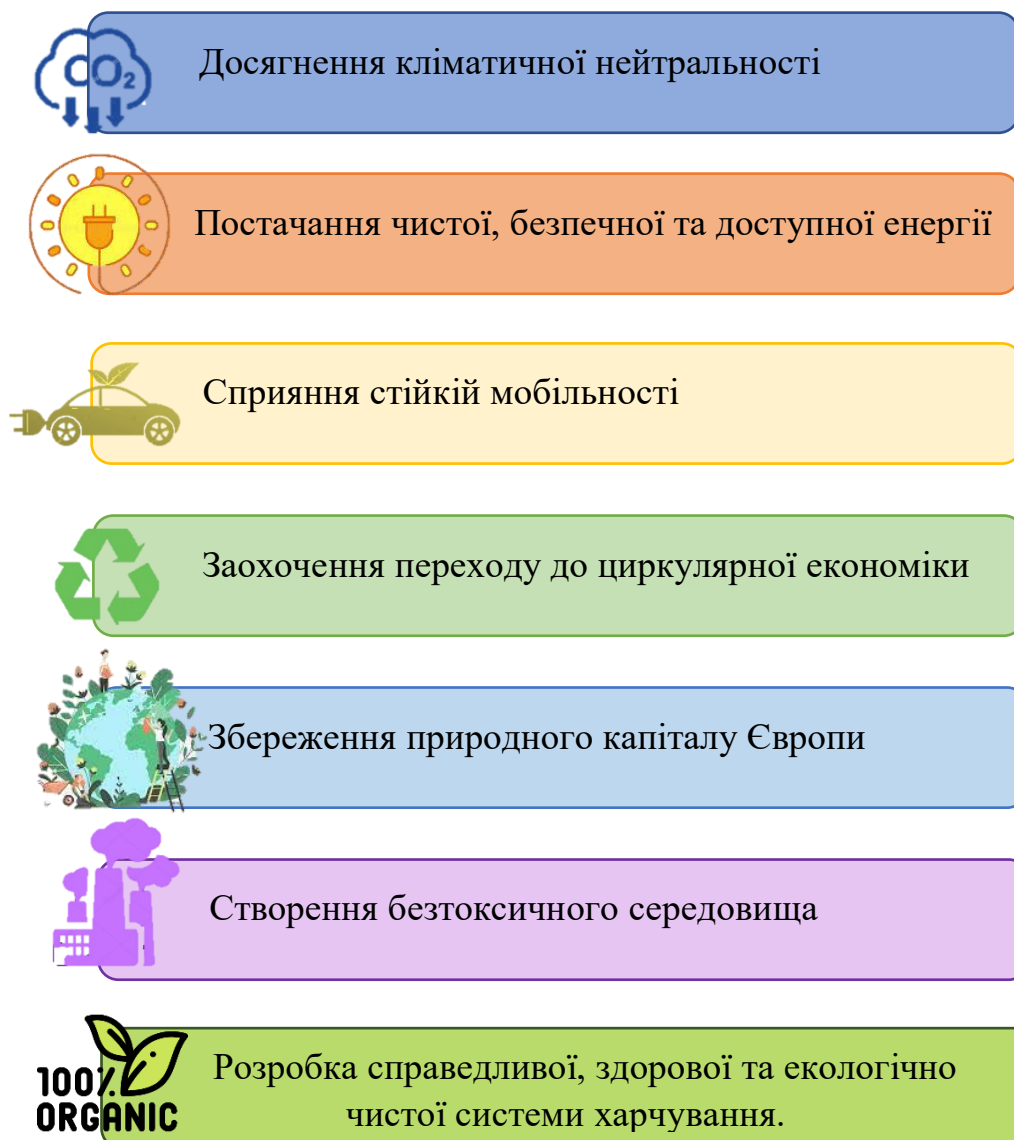 CO₂
Досягнення кліматичної нейтральності
Постачання чистої, безпечної та доступної енергії
Сприяння стійкій мобільності
Заохочення переходу до циркулярної економіки
Збереження природного капіталу Європи
Створення безтоксичного середовища
100%
ORGANIC
Розробка справедливої, здорової та екологічно
чистої системи харчування.